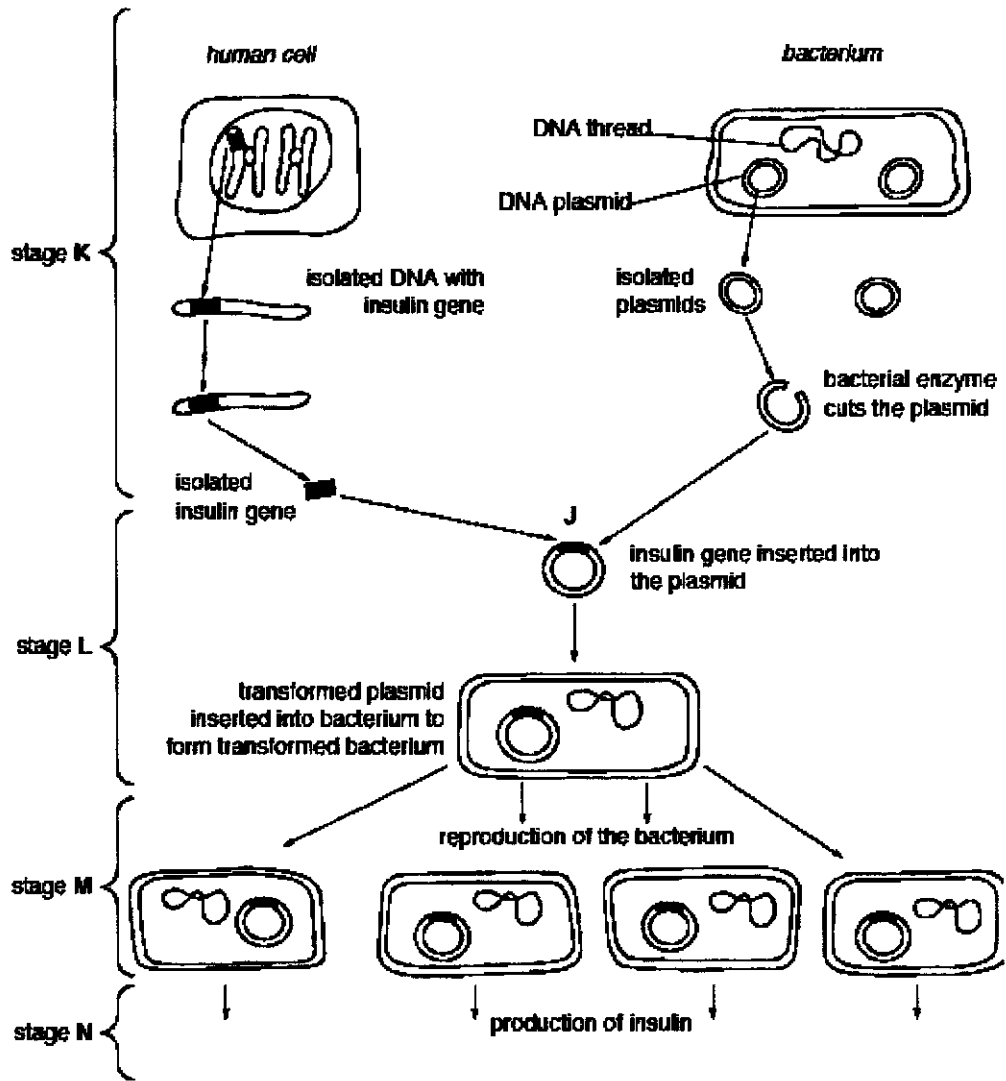 human cell
bacterium
DNA thread
DNA plasmid
stage K
isolated DNA with
insulin gene
isolated
plasmids
bacterial enzyme
cuts the plasmid
isolated
insulin gene
J
insulin gene inserted into
the plasmid
stage L
transformed plasmid
inserted into bacterium to
form transformed bacterium
reproduction of the bacterium
stage M
production of insulin
stage N